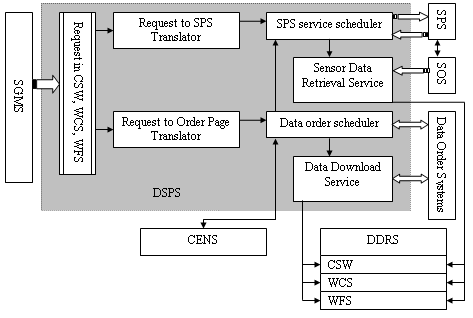 SGMS
Request in CSW, WCS, WFS
Request to SPS
Translator
SPS service scheduler
SPS
Sensor Data
Retrieval Service
SOS
Request to Order Page
Translator
Data order scheduler
Data Order Systems
Data Download
Service
DSPS
CENS
DDRS
CSW
WCS
WFS